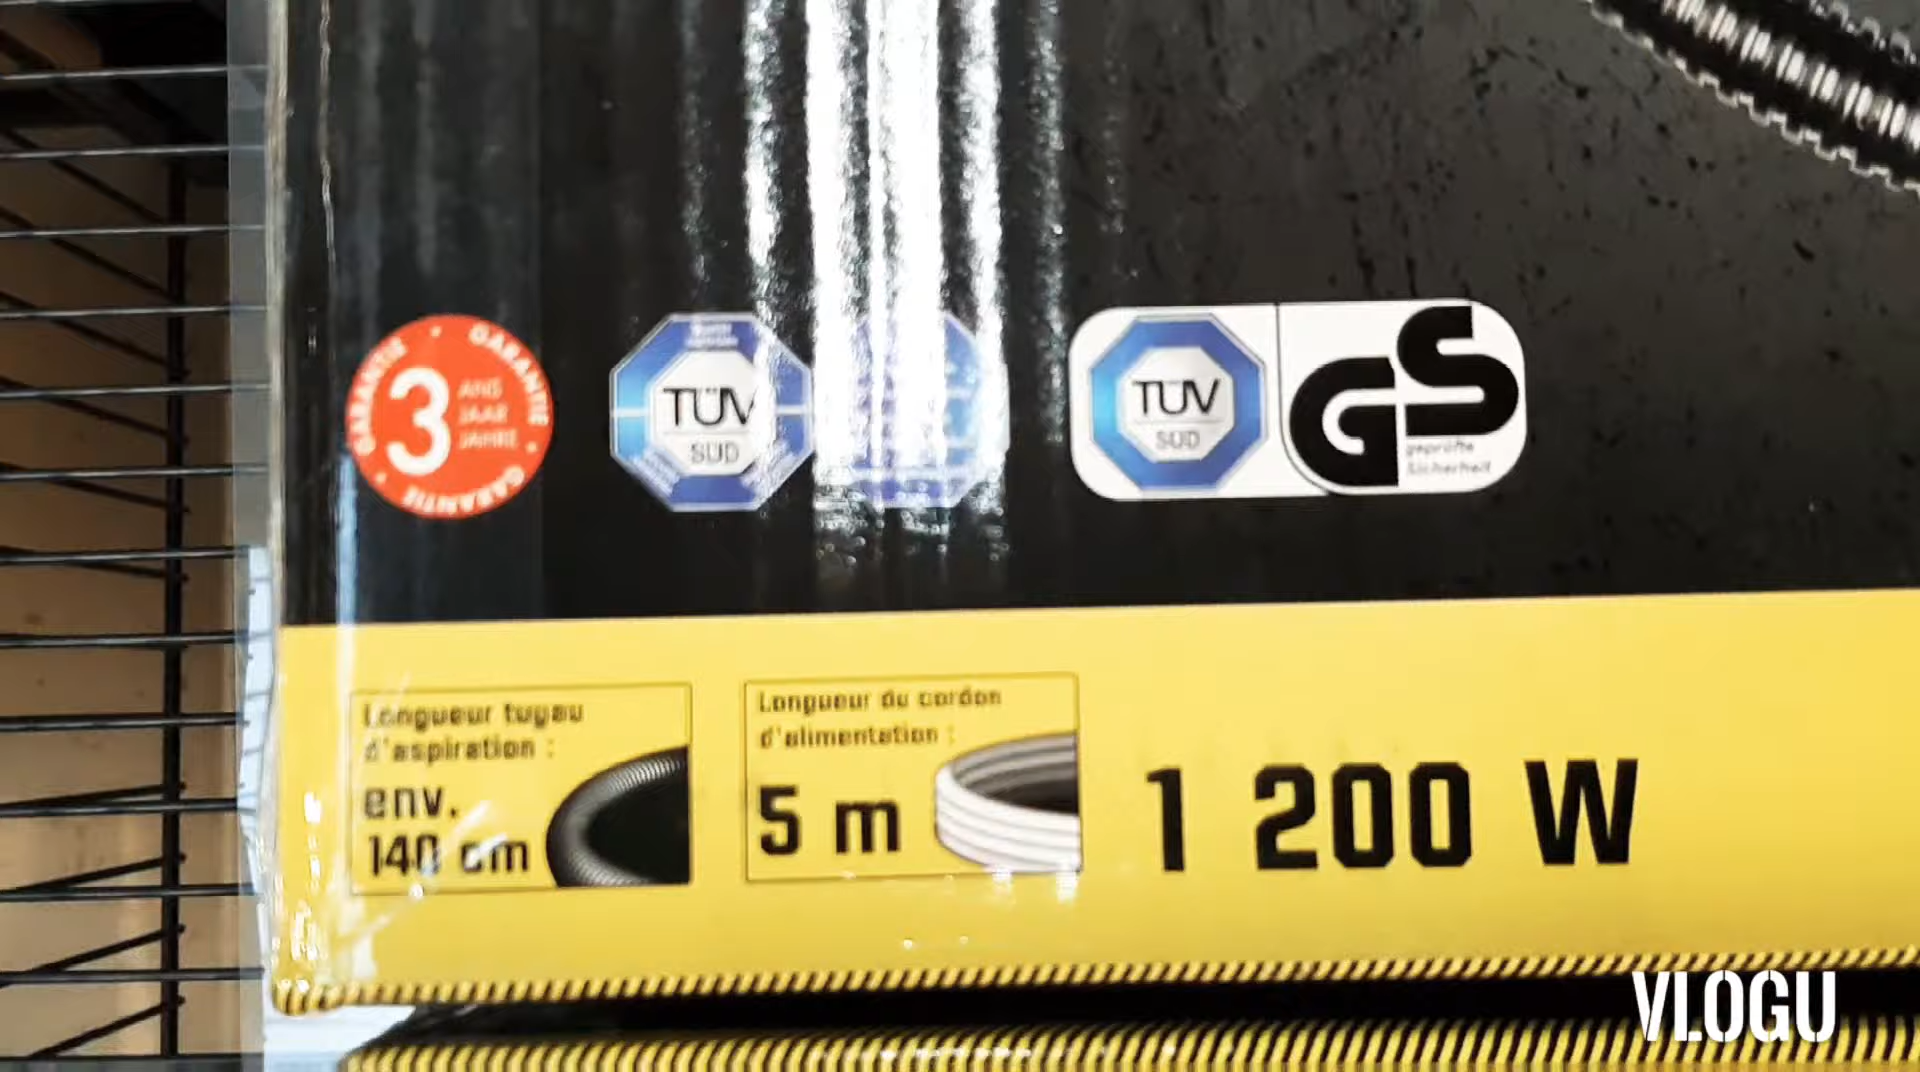 GARANTIE · GARANTIE · GARANTIE
3
ANS
JAAR
JAHRE
TÜV
SÜD
TÜV
SÜD
GS
geprüfte
Sicherheit
Longueur tuyau
d'aspiration :
env.
140 cm
Longueur du cordon
d'alimentation :
5 m
1 200 W
VLOGU